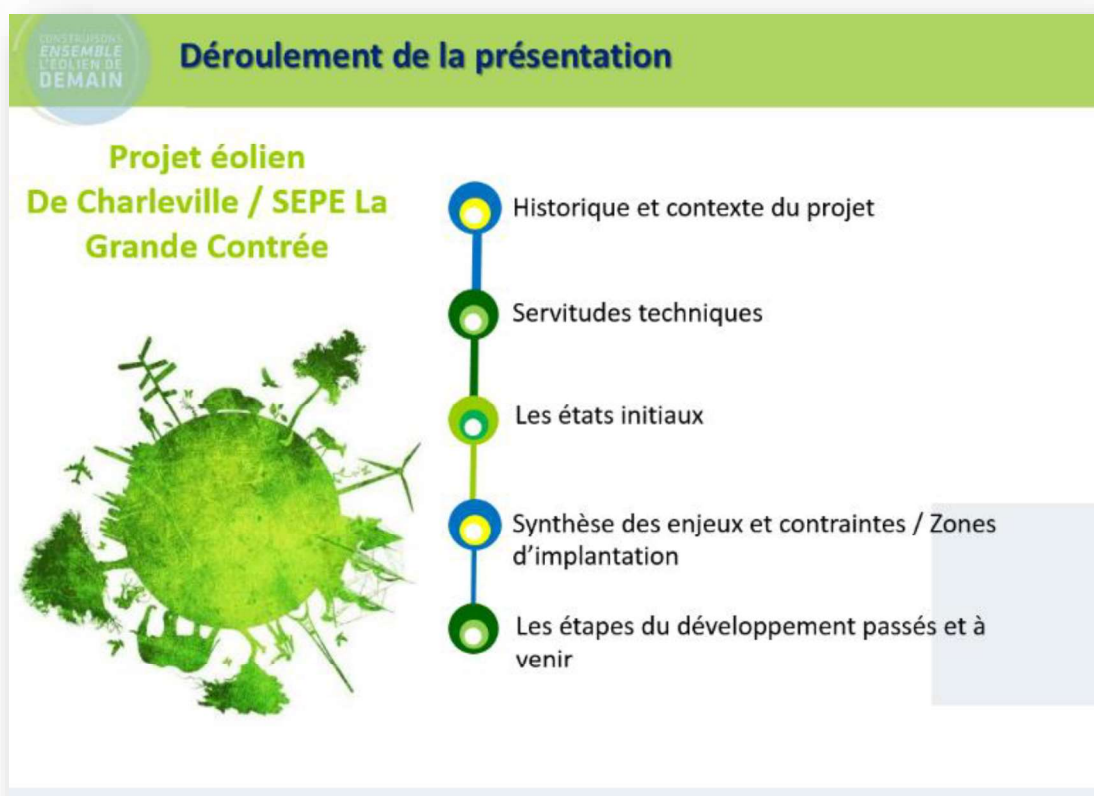 CONSTRUISONS
ENSEMBLE
L'ÉOLIEN DE
DEMAIN
Déroulement de la présentation
Projet éolien
De Charleville / SEPE La
Grande Contrée
Historique et contexte du projet
Servitudes techniques
Les états initiaux
Synthèse des enjeux et contraintes / Zones
d'implantation
Les étapes du développement passés et à
venir